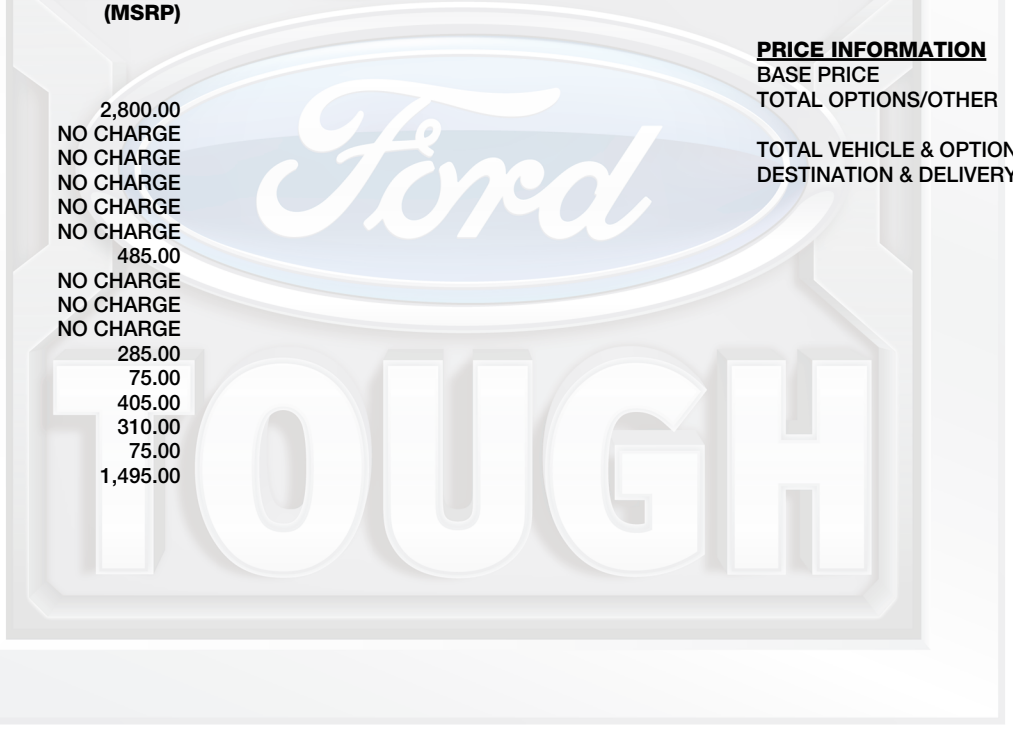 (MSRP)
2,800.00
NO CHARGE
NO CHARGE
NO CHARGE
NO CHARGE
NO CHARGE
485.00
NO CHARGE
NO CHARGE
NO CHARGE
285.00
75.00
405.00
310.00
75.00
1,495.00
PRICE INFORMATION
BASE PRICE
TOTAL OPTIONS/OTHER
TOTAL VEHICLE & OPTION
DESTINATION & DELIVERY
Ford
TOUGH